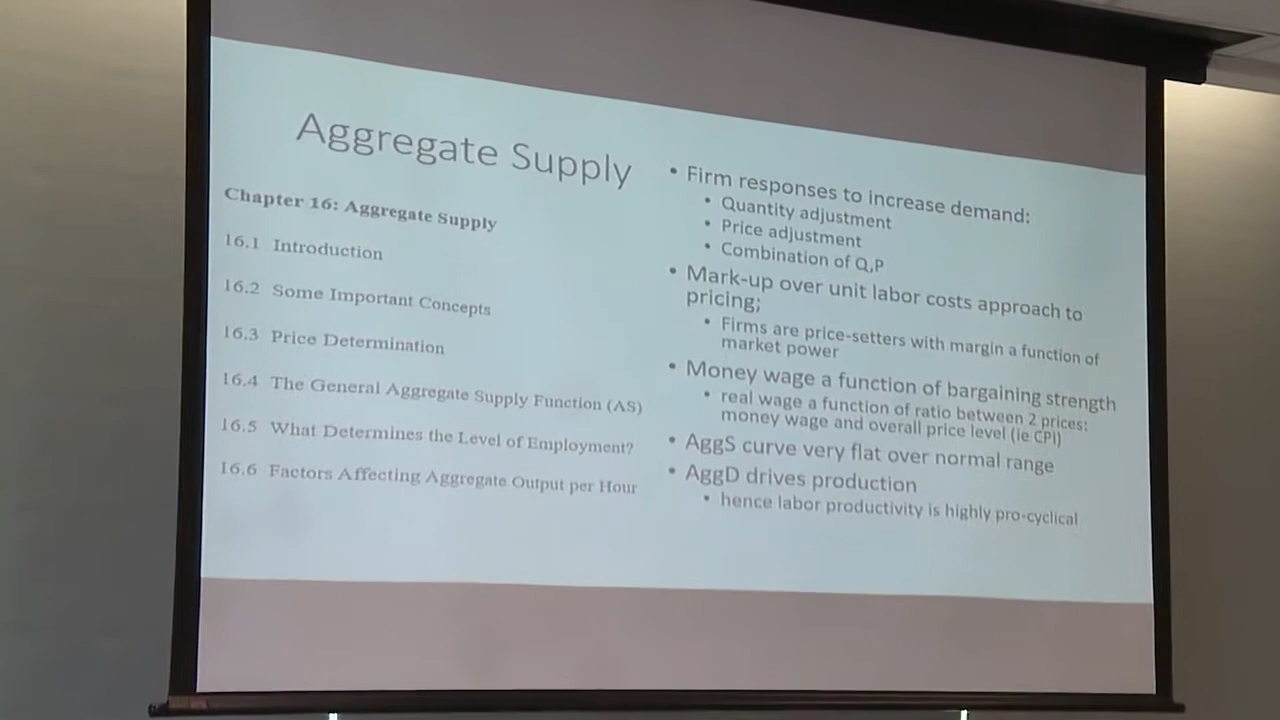 Aggregate Supply
Chapter 16: Aggregate Supply
16.1 Introduction
16.2 Some Important Concepts
16.3 Price Determination
16.4 The General Aggregate Supply Function (AS)
16.5 What Determines the Level of Employment?
16.6 Factors Affecting Aggregate Output per Hour
• Firm responses to increase demand:
• Quantity adjustment
• Price adjustment
• Combination of Q,P
• Mark-up over unit labor costs approach to
pricing;
• Firms are price-setters with margin a function of
market power
• Money wage a function of bargaining strength
• real wage a function of ratio between 2 prices:
money wage and overall price level (ie CPI)
• AggS curve very flat over normal range
• AggD drives production
• hence labor productivity is highly pro-cyclical